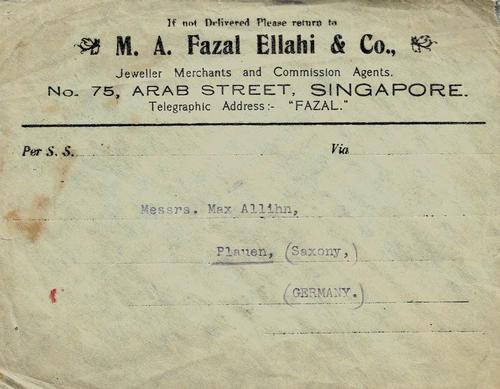 If not Delivered Please return to
M. A. Fazal Ellahi & Co.,
Jeweller Merchants and Commission Agents.
No. 75, ARAB STREET, SINGAPORE.
Telegraphic Address:- "FAZAL."
Per S. S. Via
Messrs. Max Allihn,
Plauen, (Saxony,)
(GERMANY.)